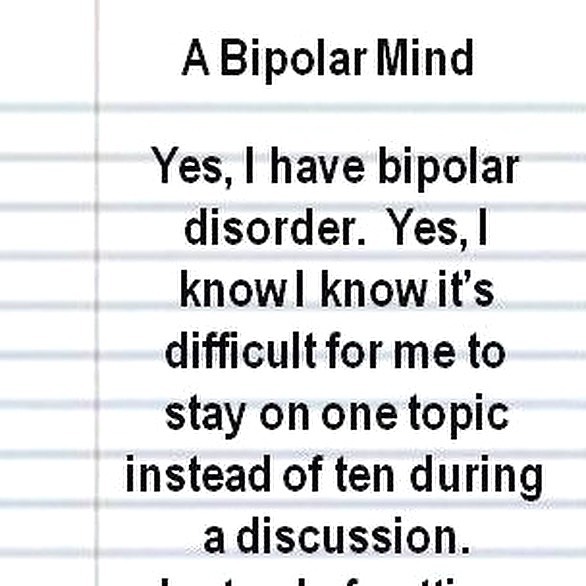 A Bipolar Mind
Yes, I have bipolar
disorder. Yes, I
know I know it's
difficult for me to
stay on one topic
instead of ten during
a discussion.